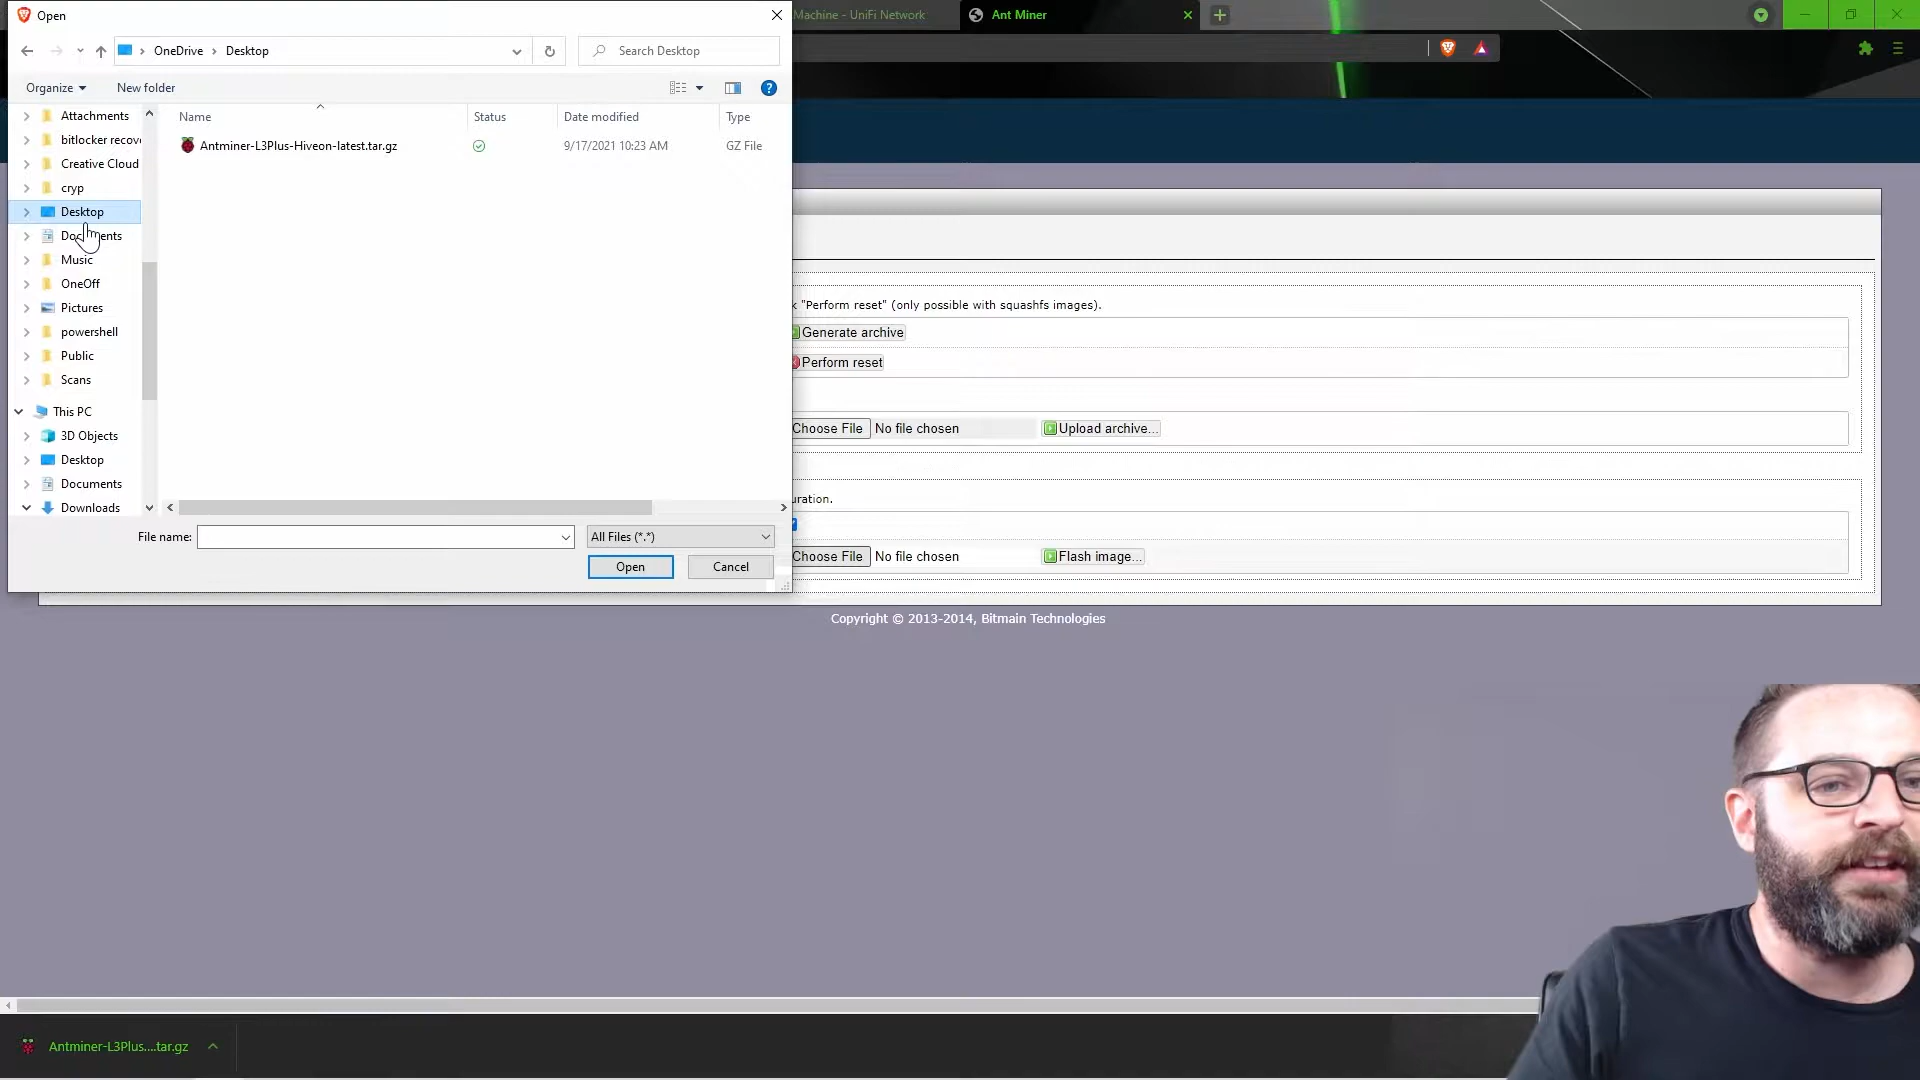 Open
Machine - UniFi Network
Ant Miner
OneDrive
Desktop
Search Desktop
Organize
New folder
Name
Status
Date modified
Type
Antminer-L3Plus-Hiveon-latest.tar.gz
9/17/2021 10:23 AM
GZ File
Attachments
bitlocker recov
Creative Cloud
cryp
Desktop
Documents
Music
OneOff
Pictures
powershell
Public
Scans
This PC
3D Objects
Desktop
Documents
Downloads
File name:
All Files (*.*)
Open
Cancel
k "Perform reset" (only possible with squashfs images).
Generate archive
Perform reset
Choose File No file chosen
Upload archive...
uration.
Choose File No file chosen
Flash image...
Copyright © 2013-2014, Bitmain Technologies
Antminer-L3Plus....tar.gz